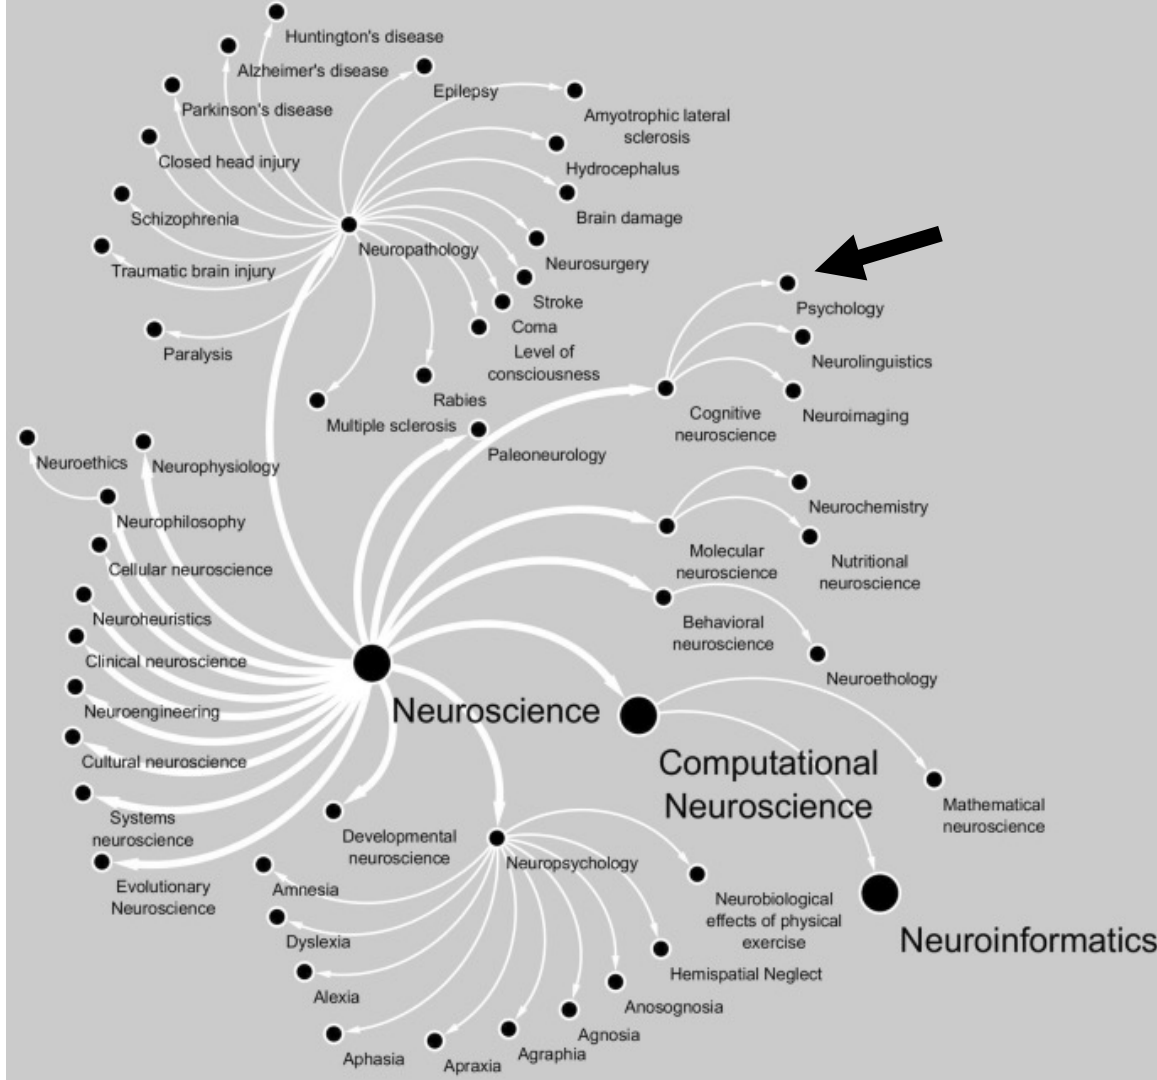 Huntington's disease
Alzheimer's disease
Epilepsy
Parkinson's disease
Amyotrophic lateral
sclerosis
Closed head injury
Hydrocephalus
Schizophrenia
Brain damage
Neuropathology
Traumatic brain injury
Neurosurgery
Stroke
Psychology
Coma
Paralysis
Level of
consciousness
Neurolinguistics
Rabies
Multiple sclerosis
Cognitive
neuroscience
Neuroimaging
Paleoneurology
Neuroethics
Neurophysiology
Neurochemistry
Neurophilosophy
Molecular
neuroscience
Nutritional
neuroscience
Cellular neuroscience
Neuroheuristics
Behavioral
neuroscience
Clinical neuroscience
Neuroethology
Neuroengineering
Neuroscience
Cultural neuroscience
Computational
Neuroscience
Systems
neuroscience
Mathematical
neuroscience
Developmental
neuroscience
Neuropsychology
Evolutionary
Neuroscience
Amnesia
Neurobiological
effects of physical
exercise
Dyslexia
Neuroinformatics
Hemispatial Neglect
Alexia
Anosognosia
Agnosia
Agraphia
Aphasia
Apraxia